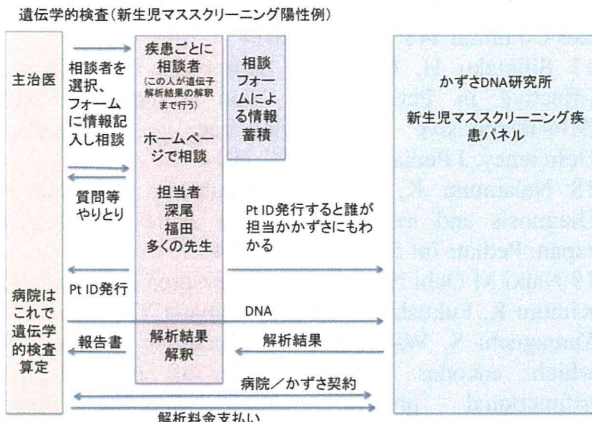 遺伝学的検査(新生児マススクリーニング陽性例)
主治医
相談者を
選択、フォー
ムに情報記
入し相談
疾患ごとに
相談者
(この人が遺伝子
解析結果の解釈
まで行う)
ホームペー
ジで相談
相談
フォー
ムによ
る情報
蓄積
かずさDNA研究所
新生児マススクリーニング疾
患パネル
質問等
やりとり
担当者
深尾
福田
多くの先生
Pt ID発行すると誰が
担当かかずさにもわ
かる
Pt ID発行
病院は
これで
遺伝学
的検査
算定
DNA
報告書
解析結果
解釈
解析結果
病院/かずさ契約
解析料金支払い